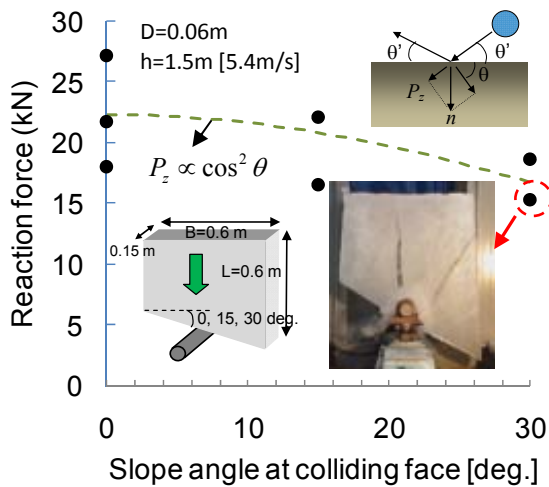 Reaction force (kN)
30
25
20
15
10
5
0
D=0.06m
h=1.5m [5.4m/s]
θ'
θ'
θ
P_z
n
P_z ∝ cos² θ
B=0.6 m
0.15 m
L=0.6 m
0, 15, 30 deg.
0
10
20
30
Slope angle at colliding face [deg.]